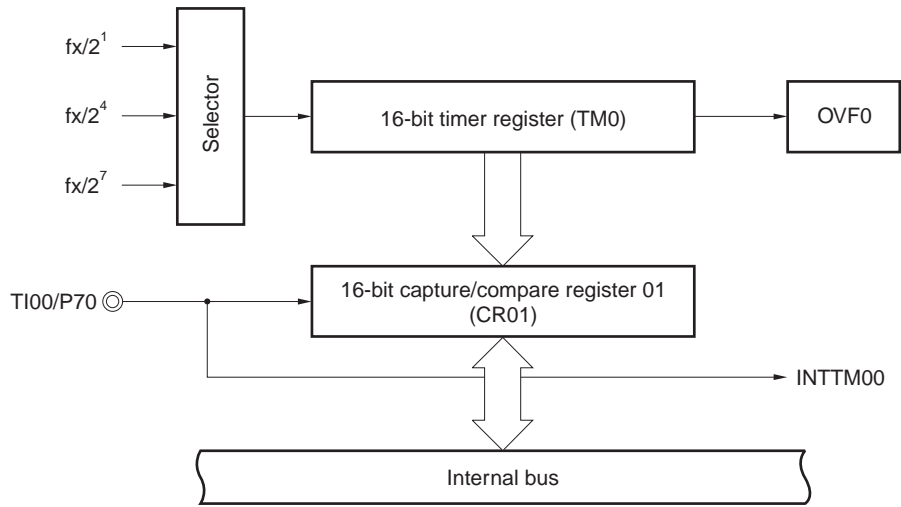 fx/2¹
fx/2⁴
fx/2⁷
Selector
16-bit timer register (TM0)
OVF0
TI00/P70
16-bit capture/compare register 01
(CR01)
INTTM00
Internal bus